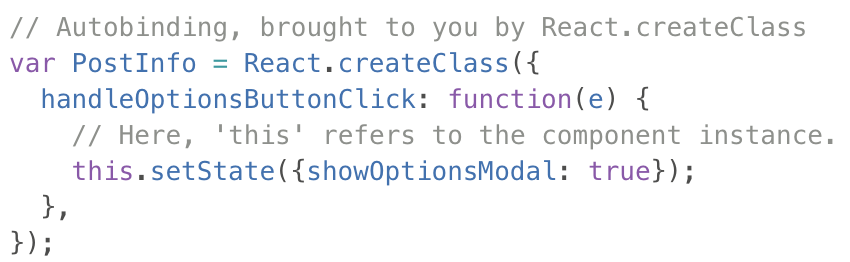 // Autobinding, brought to you by React.createClass
var PostInfo = React.createClass({
  handleOptionsButtonClick: function(e) {
    // Here, 'this' refers to the component instance.
    this.setState({showOptionsModal: true});
  },
});